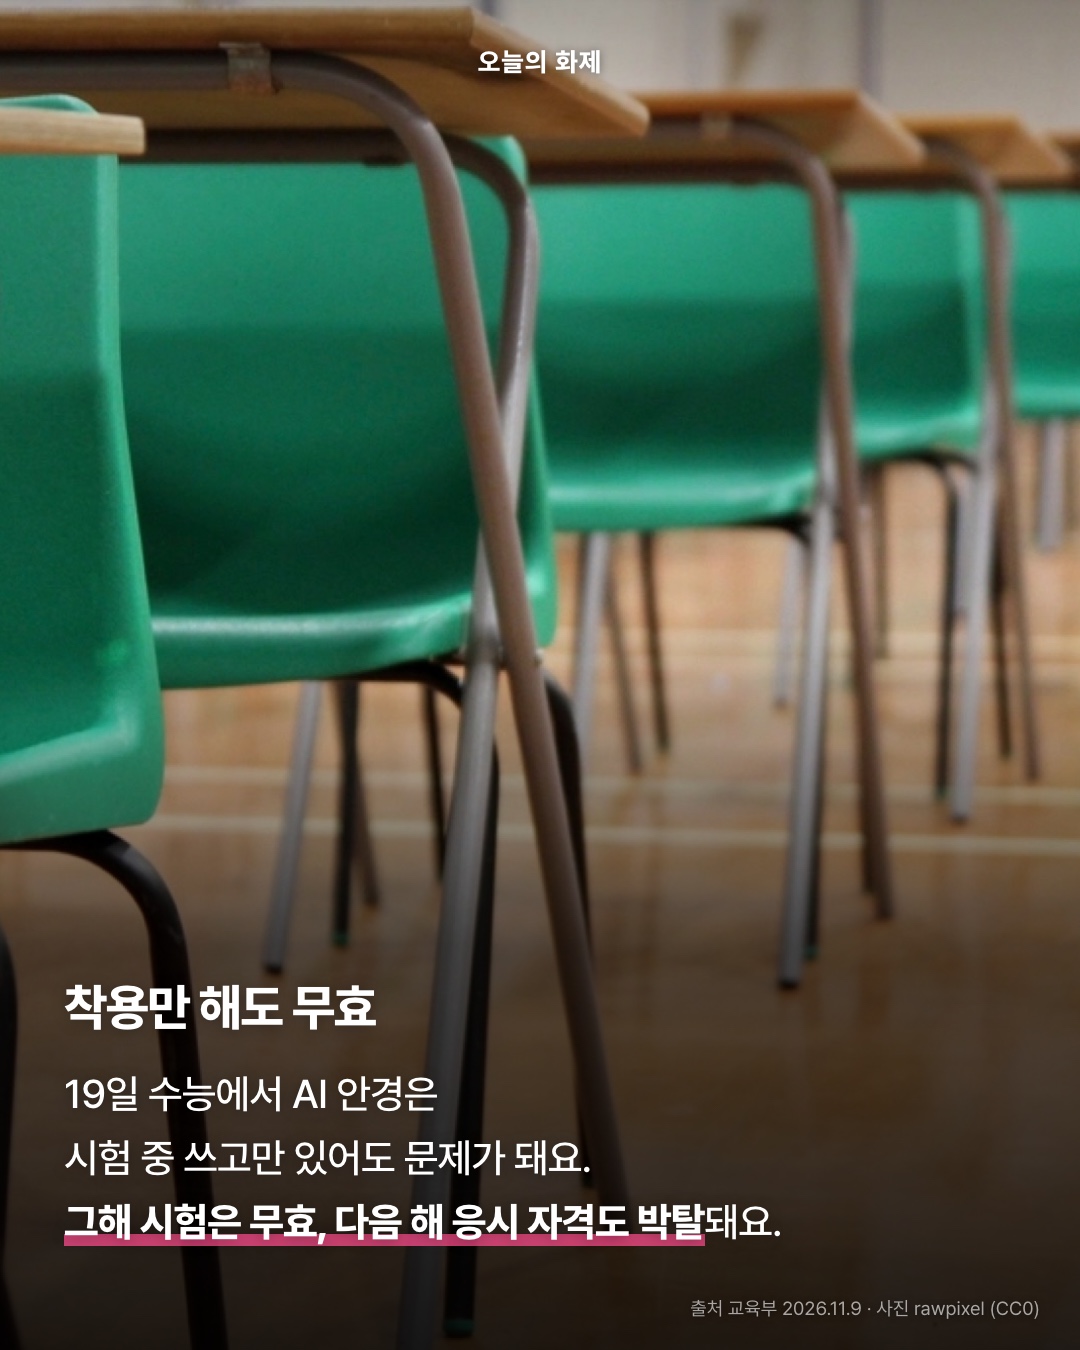 오늘의 화제
착용만 해도 무효
19일 수능에서 AI 안경은
시험 중 쓰고만 있어도 문제가 돼요.
그해 시험은 무효, 다음 해 응시 자격도 박탈돼요.
출처 교육부 2026.11.9 · 사진 rawpixel (CC0)